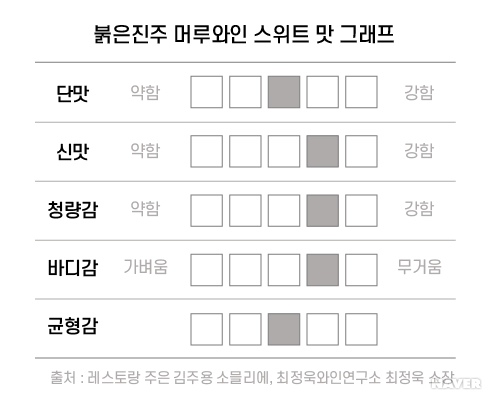 붉은진주 머루와인 스위트 맛 그래프
단맛 약함 강함
신맛 약함 강함
청량감 약함 강함
바디감 가벼움 무거움
균형감
출처 : 레스토랑 주은 김주용 소믈리에, 최정욱와인연구소 최정욱 소장
NAVER